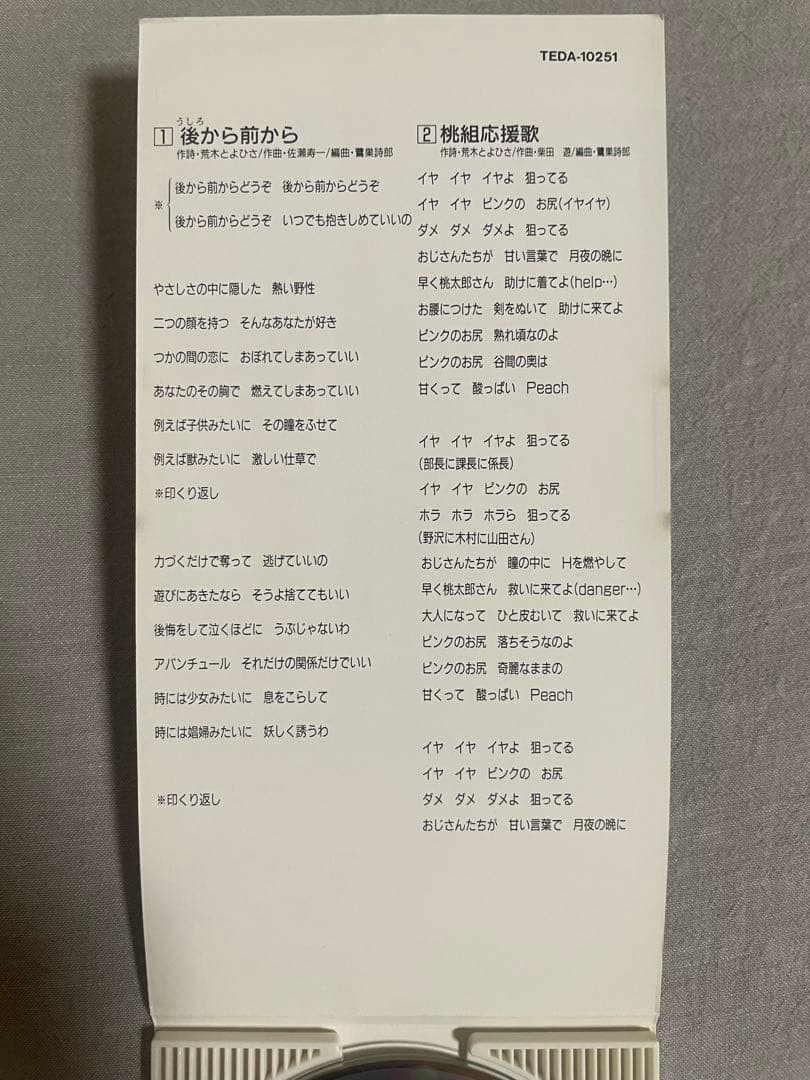 TEDA-10251
うしろ
1 後から前から
作詩・荒木とよひさ/作曲・佐瀬寿一/編曲・鷺巣詩郎
※ 後から前からどうぞ 後から前からどうぞ
後から前からどうぞ いつでも抱きしめていいの
やさしさの中に隠した 熱い野性
二つの顔を持つ そんなあなたが好き
つかの間の恋に おぼれてしまあっていい
あなたのその胸で 燃えてしまあっていい
例えば子供みたいに その瞳をふせて
例えば獣みたいに 激しい仕草で
※印くり返し
力づくだけで奪って 逃げていいの
遊びにあきたなら そうよ捨ててもいい
後悔をして泣くほどに うぶじゃないわ
アバンチュール それだけの関係だけでいい
時には少女みたいに 息をこらして
時には娼婦みたいに 妖しく誘うわ
※印くり返し
2 桃組応援歌
作詩・荒木とよひさ/作曲・柴田 遊/編曲・鷺巣詩郎
イヤ イヤ イヤよ 狙ってる
イヤ イヤ ピンクの お尻(イヤイヤ)
ダメ ダメ ダメよ 狙ってる
おじさんたちが 甘い言葉で 月夜の晩に
早く桃太郎さん 助けに着てよ(help…)
お腰につけた 剣をぬいて 助けに来てよ
ピンクのお尻 熟れ頃なのよ
ピンクのお尻 谷間の奥は
甘くって 酸っぱい Peach
イヤ イヤ イヤよ 狙ってる
(部長に課長に係長)
イヤ イヤ ピンクの お尻
ホラ ホラ ホラら 狙ってる
(野沢に木村に山田さん)
おじさんたちが 瞳の中に Hを燃やして
早く桃太郎さん 救いに来てよ(danger…)
大人になって ひと皮むいて 救いに来てよ
ピンクのお尻 落ちそうなのよ
ピンクのお尻 奇麗なままの
甘くって 酸っぱい Peach
イヤ イヤ イヤよ 狙ってる
イヤ イヤ ピンクの お尻
ダメ ダメ ダメよ 狙ってる
おじさんたちが 甘い言葉で 月夜の晩に